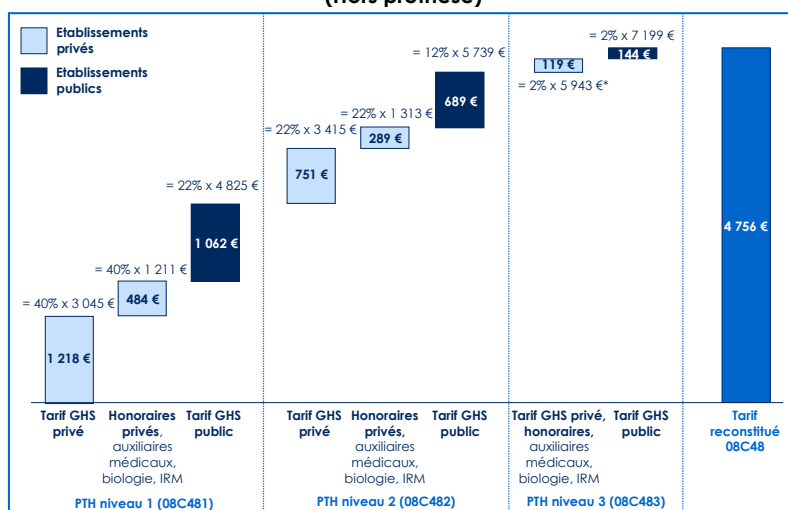 (Hors prothèse)
Etablissements
privés
Etablissements
publics
= 40% x 3 045 €
1 218 €
= 40% x 1 211 €
484 €
= 22% x 4 825 €
1 062 €
= 22% x 3 415 €
751 €
= 22% x 1 313 €
289 €
= 12% x 5 739 €
689 €
119 €
= 2% x 5 943 €*
= 2% x 7 199 €
144 €
4 756 €
Tarif GHS
privé
Honoraires
privés,
auxiliaires
médicaux,
biologie, IRM
Tarif GHS
public
PTH niveau 1 (08C481)
Tarif GHS
privé
Honoraires
privés,
auxiliaires
médicaux,
biologie, IRM
Tarif GHS
public
PTH niveau 2 (08C482)
Tarif GHS privé,
honoraires,
auxiliaires
médicaux,
biologie, IRM
Tarif GHS
public
PTH niveau 3 (08C483)
Tarif
reconstitué
08C48